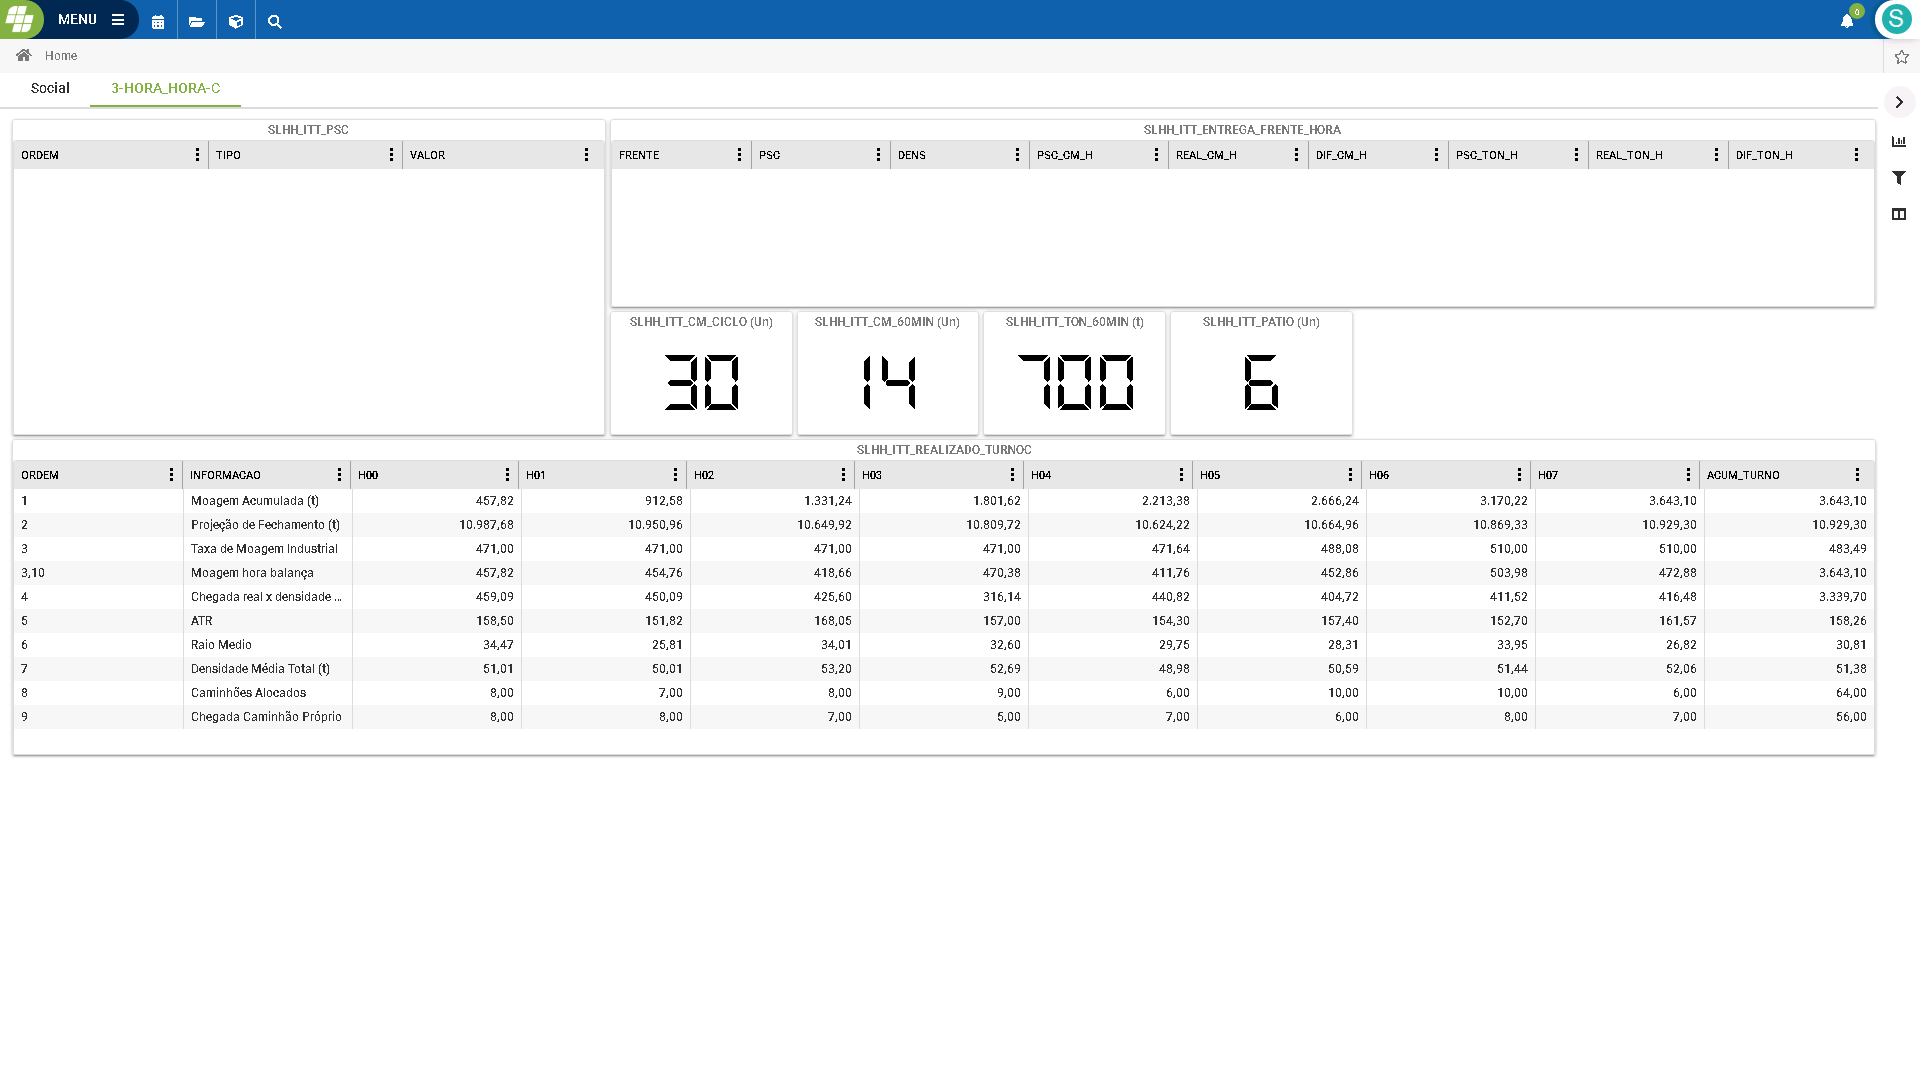 MENU
0
S
Home
Social 3-HORA_HORA-C
SLHH_ITT_PSC
ORDEM TIPO VALOR
SLHH_ITT_ENTREGA_FRENTE_HORA
FRENTE PSC DENS PSC_CM_H REAL_CM_H DIF_CM_H PSC_TON_H REAL_TON_H DIF_TON_H
SLHH_ITT_CM_CICLO (Un)
30
SLHH_ITT_CM_60MIN (Un)
14
SLHH_ITT_TON_60MIN (t)
700
SLHH_ITT_PATIO (Un)
6
SLHH_ITT_REALIZADO_TURNOC
ORDEM INFORMACAO H00 H01 H02 H03 H04 H05 H06 H07 ACUM_TURNO
1 Moagem Acumulada (t) 457,82 912,58 1.331,24 1.801,62 2.213,38 2.666,24 3.170,22 3.643,10 3.643,10
2 Projeção de Fechamento (t) 10.987,68 10.950,96 10.649,92 10.809,72 10.624,22 10.664,96 10.869,33 10.929,30 10.929,30
3 Taxa de Moagem Industrial 471,00 471,00 471,00 471,00 471,64 488,08 510,00 510,00 483,49
3,10 Moagem hora balança 457,82 454,76 418,66 470,38 411,76 452,86 503,98 472,88 3.643,10
4 Chegada real x densidade ... 459,09 450,09 425,60 316,14 440,82 404,72 411,52 416,48 3.339,70
5 ATR 158,50 151,82 168,05 157,00 154,30 157,40 152,70 161,57 158,26
6 Raio Medio 34,47 25,81 34,01 32,60 29,75 28,31 33,95 26,82 30,81
7 Densidade Média Total (t) 51,01 50,01 53,20 52,69 48,98 50,59 51,44 52,06 51,38
8 Caminhões Alocados 8,00 7,00 8,00 9,00 6,00 10,00 10,00 6,00 64,00
9 Chegada Caminhão Próprio 8,00 8,00 7,00 5,00 7,00 6,00 8,00 7,00 56,00